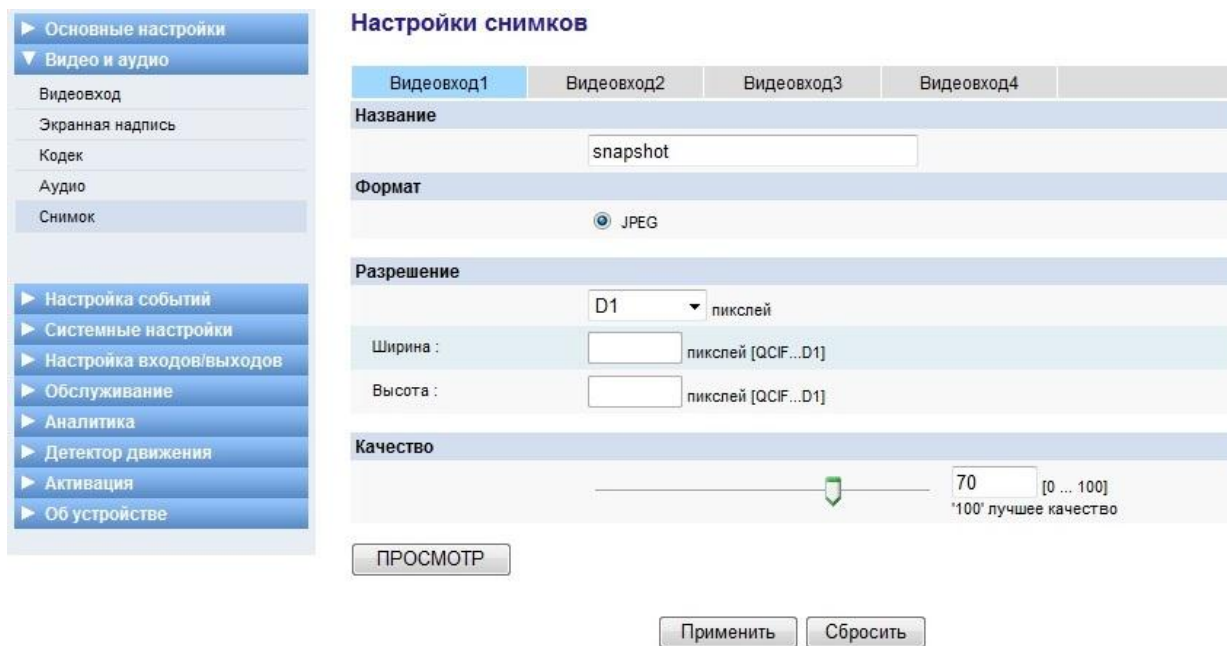 Основные настройки
Видео и аудио
Видеовход
Экранная надпись
Кодек
Аудио
Снимок
Настройка событий
Системные настройки
Настройка входов/выходов
Обслуживание
Аналитика
Детектор движения
Активация
Об устройстве
Настройки снимков
Видеовход1 Видеовход2 Видеовход3 Видеовход4
Название
snapshot
Формат
JPEG
Разрешение
D1 пикслей
Ширина : пикслей [QCIF...D1]
Высота : пикслей [QCIF...D1]
Качество
70 [0 ... 100]
'100' лучшее качество
ПРОСМОТР
Применить Сбросить